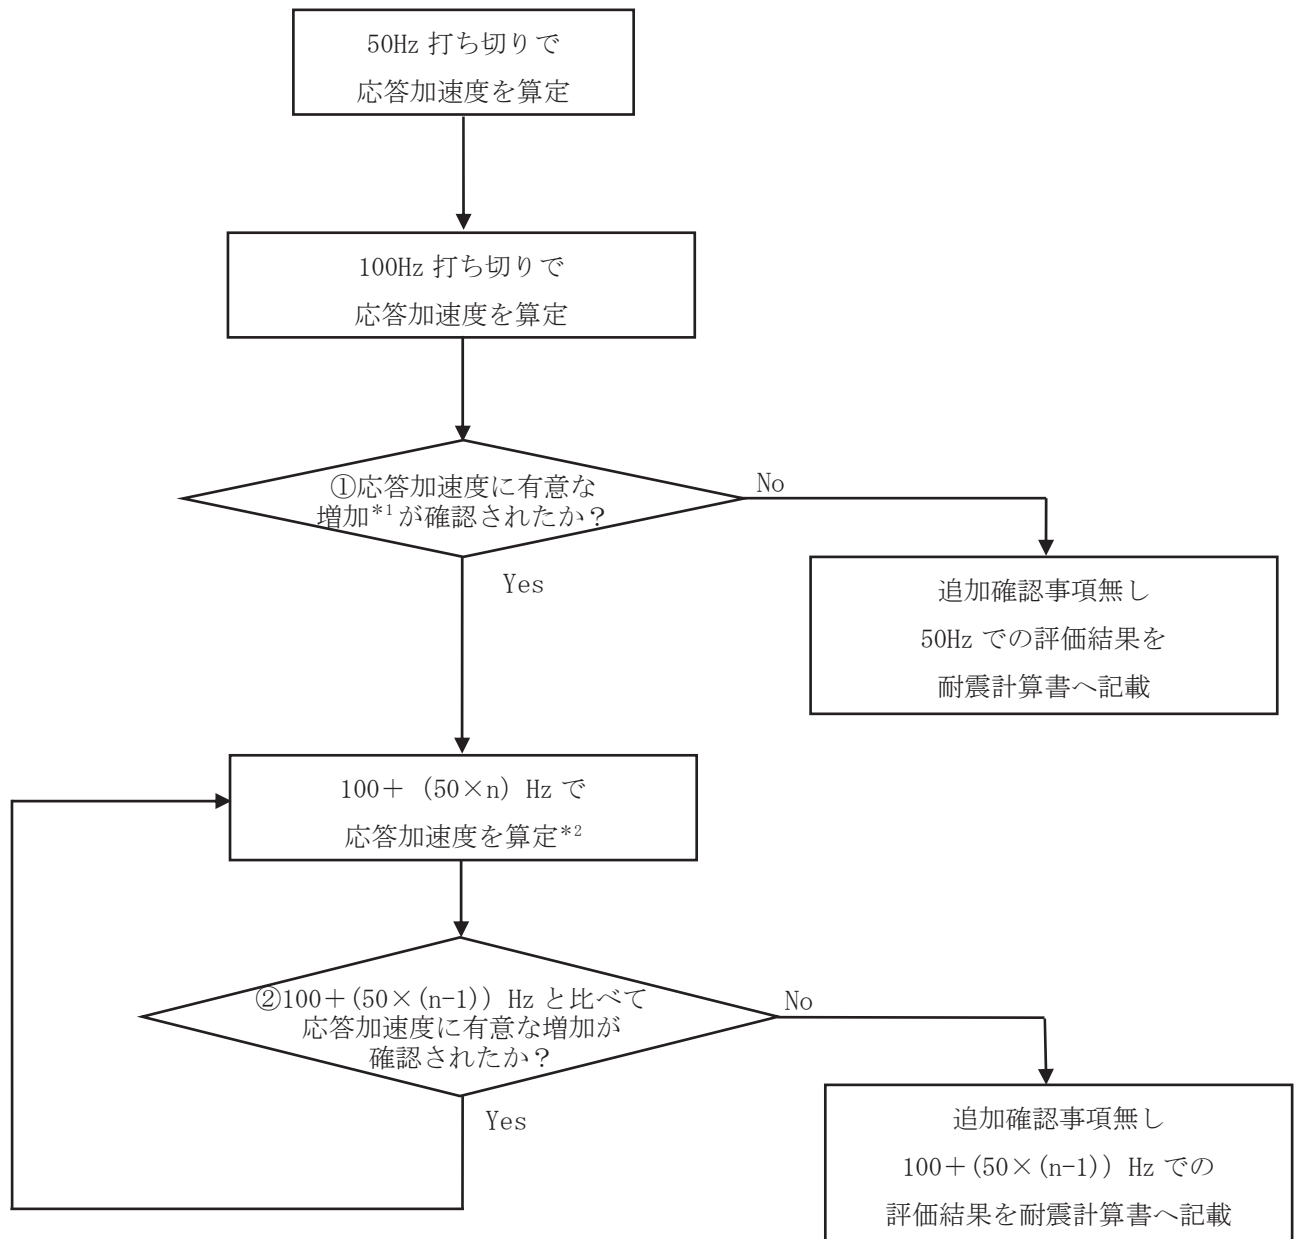 50Hz 打ち切りで
応答加速度を算定
100Hz 打ち切りで
応答加速度を算定
①応答加速度に有意な
増加*1が確認されたか？
No
Yes
追加確認事項無し
50Hz での評価結果を
耐震計算書へ記載
100＋（50×n）Hz で
応答加速度を算定*2
②100＋(50×(n-1)) Hz と比べて
応答加速度に有意な増加が
確認されたか？
No
Yes
追加確認事項無し
100＋(50×(n-1)) Hz での
評価結果を耐震計算書へ記載